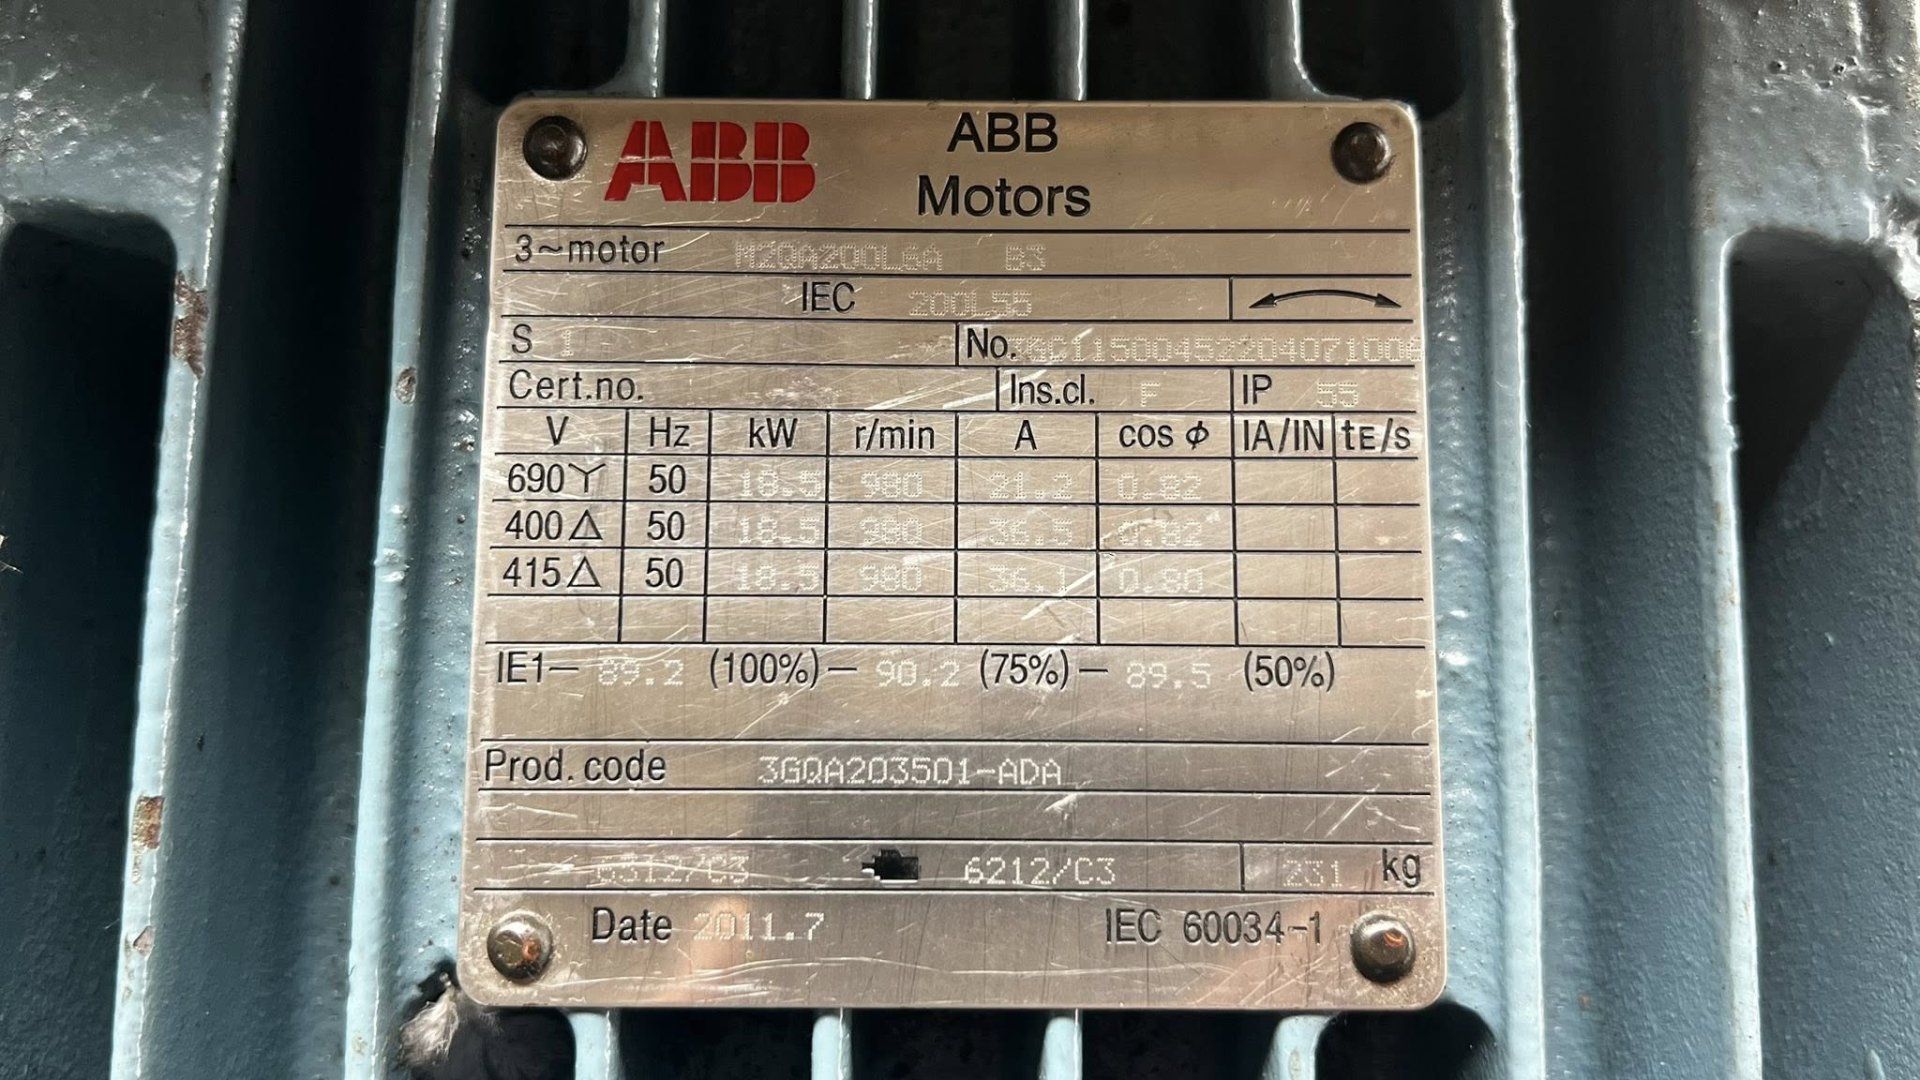 ABB ABB
Motors
3~motor M2QA200L6A B3
IEC 200L55
S 1 No.
Cert.no. Ins.cl. F IP 55
V Hz kW r/min A cos ϕ IA/IN tE/s
690 Y 50 18.5 980 21.2 0.82
400 Δ 50 18.5 980 36.5 0.82
415 Δ 50 18.5 980 36.1 0.80
IE1— 89.2 (100%) — 90.2 (75%) — 89.5 (50%)
Prod. code 3GQA203501-ADA
6312/C3 6212/C3 231 kg
Date 2011.7 IEC 60034-1